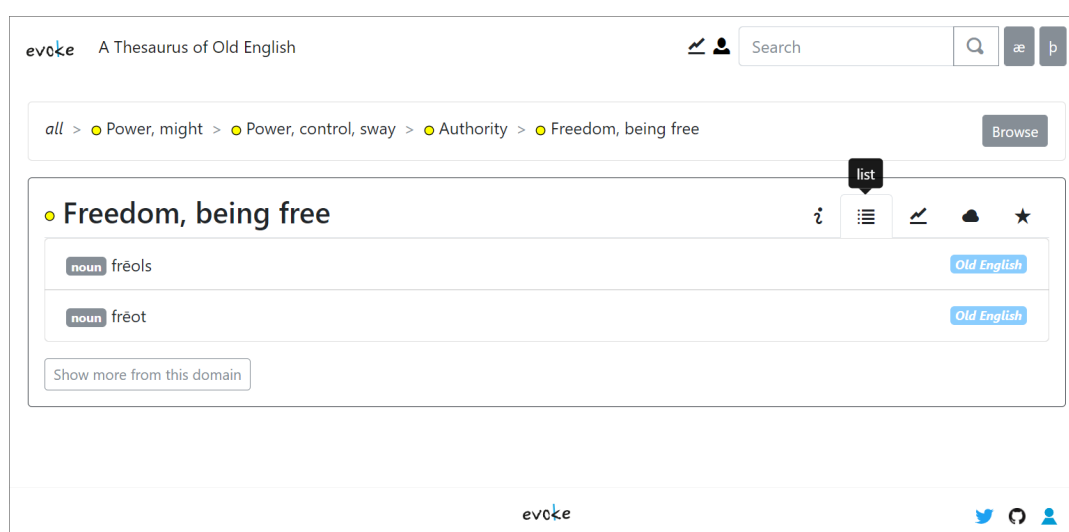 evoke A Thesaurus of Old English Search æ þ
all > Power, might > Power, control, sway > Authority > Freedom, being free Browse
list
Freedom, being free i
noun frēols Old English
noun frēot Old English
Show more from this domain
evoke